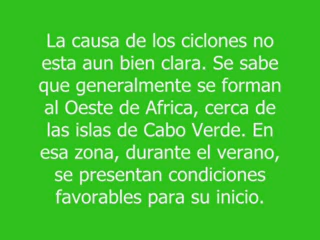 La causa de los ciclones no
esta aun bien clara. Se sabe
que generalmente se forman
al Oeste de Africa, cerca de
las islas de Cabo Verde. En
esa zona, durante el verano,
se presentan condiciones
favorables para su inicio.